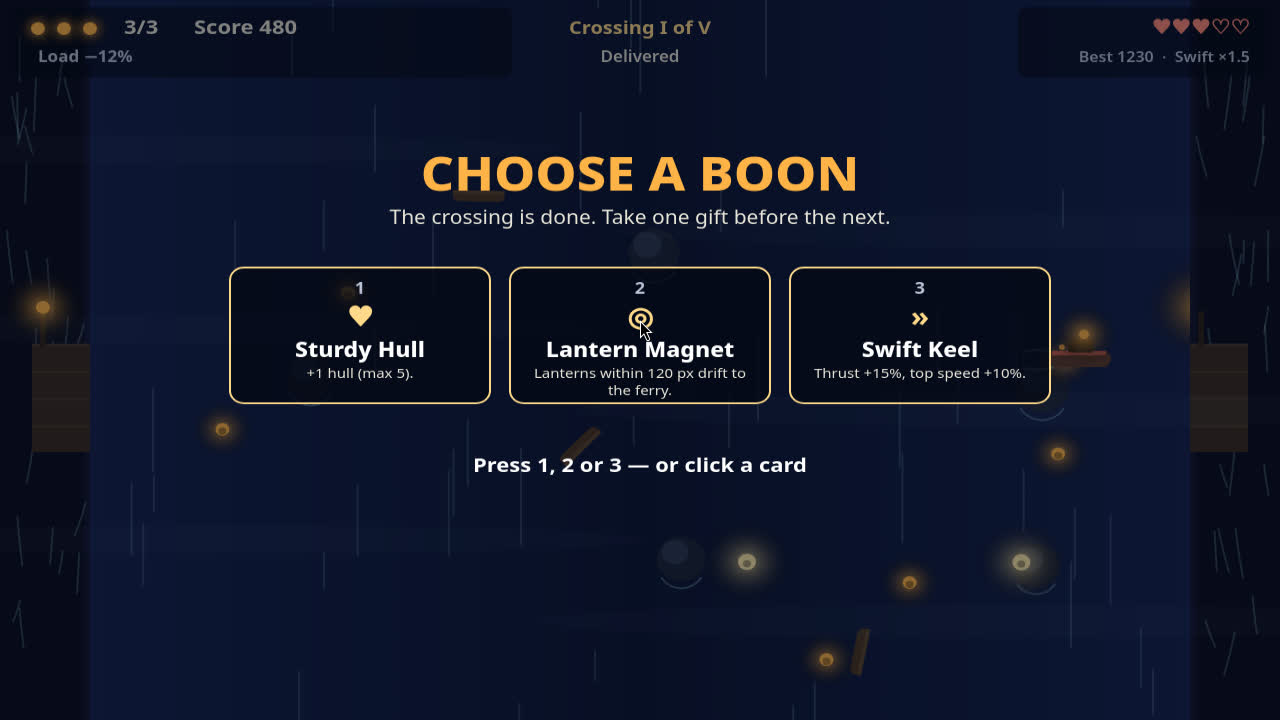 3/3 Score 480
Load −12%
Crossing I of V
Delivered
Best 1230 · Swift ×1.5
CHOOSE A BOON
The crossing is done. Take one gift before the next.
1
Sturdy Hull
+1 hull (max 5).
2
Lantern Magnet
Lanterns within 120 px drift to
the ferry.
3
Swift Keel
Thrust +15%, top speed +10%.
Press 1, 2 or 3 — or click a card